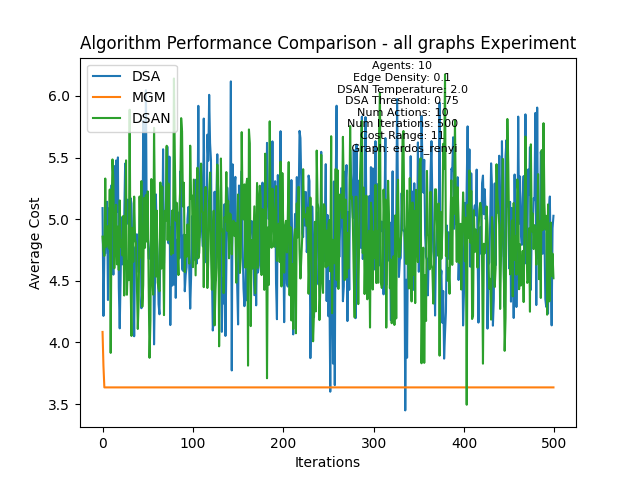 Algorithm Performance Comparison - all graphs Experiment
DSA
MGM
DSAN
Agents: 10
Edge Density: 0.1
DSAN Temperature: 2.0
DSA Threshold: 0.75
Num Actions: 10
Num Iterations: 500
Cost Range: 11
Graph: erdos_renyi
Average Cost
6.0
5.5
5.0
4.5
4.0
3.5
0
100
200
300
400
500
Iterations